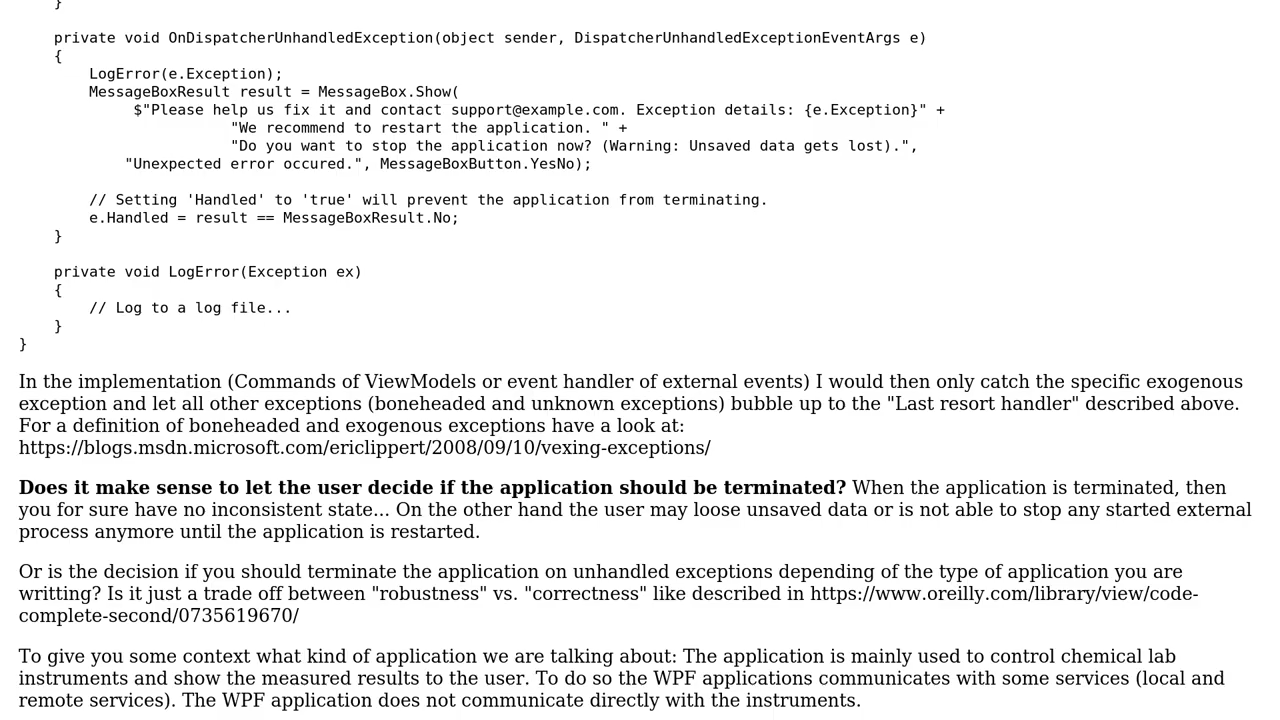 }
private void OnDispatcherUnhandledException(object sender, DispatcherUnhandledExceptionEventArgs e)
{
LogError(e.Exception);
MessageBoxResult result = MessageBox.Show(
$"Please help us fix it and contact support@example.com. Exception details: {e.Exception}" +
"We recommend to restart the application. " +
"Do you want to stop the application now? (Warning: Unsaved data gets lost).",
"Unexpected error occured.", MessageBoxButton.YesNo);
// Setting 'Handled' to 'true' will prevent the application from terminating.
e.Handled = result == MessageBoxResult.No;
}
private void LogError(Exception ex)
{
// Log to a log file...
}
}
In the implementation (Commands of ViewModels or event handler of external events) I would then only catch the specific exogenous
exception and let all other exceptions (boneheaded and unknown exceptions) bubble up to the "Last resort handler" described above.
For a definition of boneheaded and exogenous exceptions have a look at:
https://blogs.msdn.microsoft.com/ericlippert/2008/09/10/vexing-exceptions/
Does it make sense to let the user decide if the application should be terminated? When the application is terminated, then
you for sure have no inconsistent state... On the other hand the user may loose unsaved data or is not able to stop any started external
process anymore until the application is restarted.
Or is the decision if you should terminate the application on unhandled exceptions depending of the type of application you are
writting? Is it just a trade off between "robustness" vs. "correctness" like described in https://www.oreilly.com/library/view/code-
complete-second/0735619670/
To give you some context what kind of application we are talking about: The application is mainly used to control chemical lab
instruments and show the measured results to the user. To do so the WPF applications communicates with some services (local and
remote services). The WPF application does not communicate directly with the instruments.